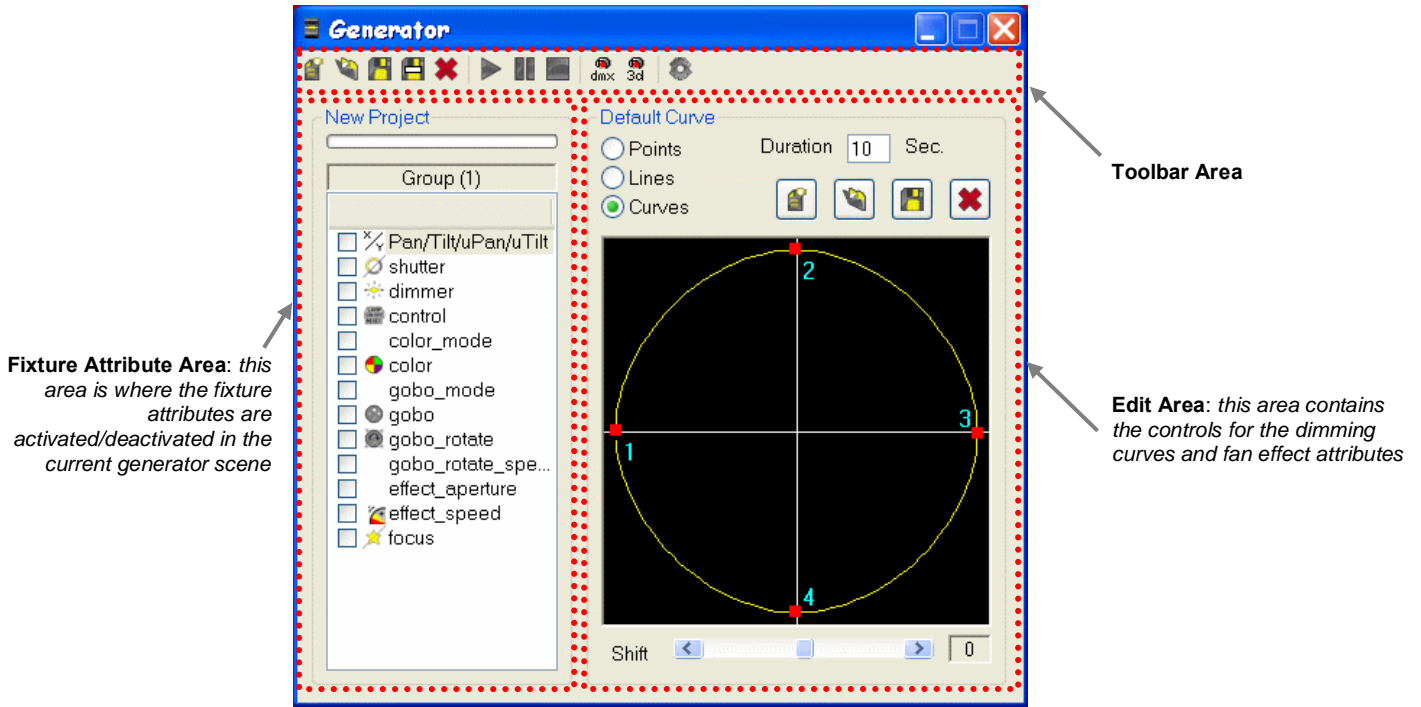 Generator
dmx 3d
New Project
Group (1)
Pan/Tilt/uPan/uTilt
shutter
dimmer
control
color_mode
color
gobo_mode
gobo
gobo_rotate
gobo_rotate_spe...
effect_aperture
effect_speed
focus
Default Curve
Points
Lines
Curves
Duration 10 Sec.
2
3
1
4
Shift 0
Toolbar Area
Fixture Attribute Area: this
area is where the fixture
attributes are
activated/deactivated in the
current generator scene
Edit Area: this area contains
the controls for the dimming
curves and fan effect attributes